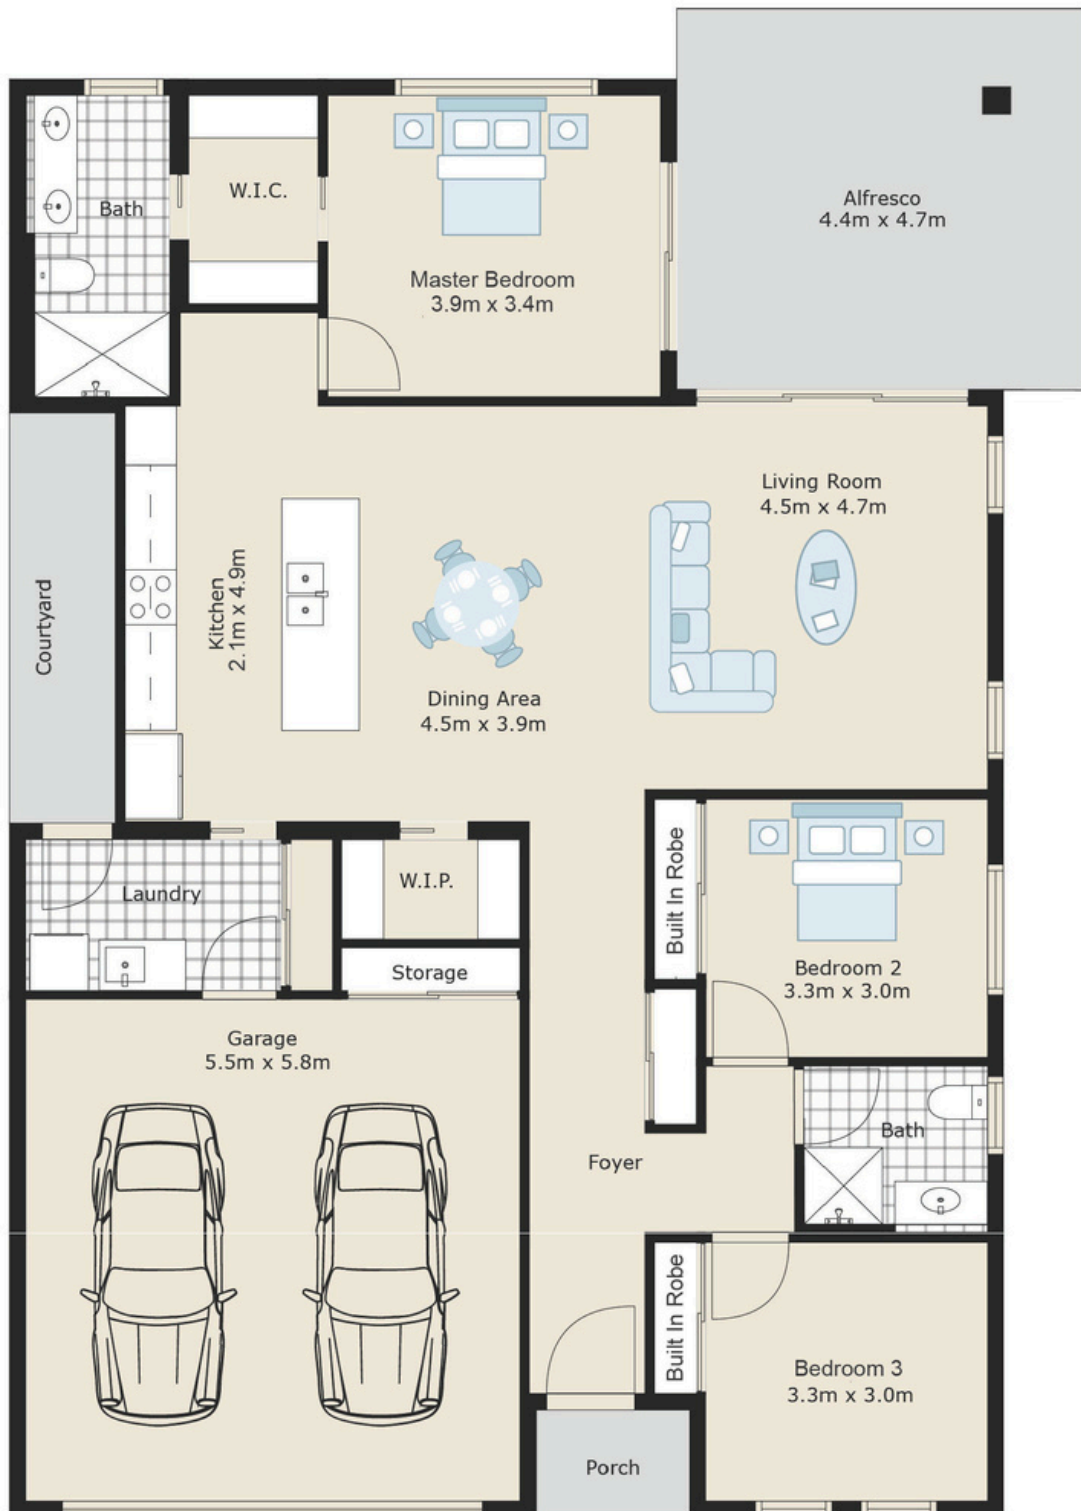 Bath
W.I.C.
Master Bedroom
3.9m x 3.4m
Alfresco
4.4m x 4.7m
Courtyard
Kitchen
2.1m x 4.9m
Dining Area
4.5m x 3.9m
Living Room
4.5m x 4.7m
Laundry
W.I.P.
Storage
Built In Robe
Bedroom 2
3.3m x 3.0m
Garage
5.5m x 5.8m
Foyer
Bath
Built In Robe
Bedroom 3
3.3m x 3.0m
Porch